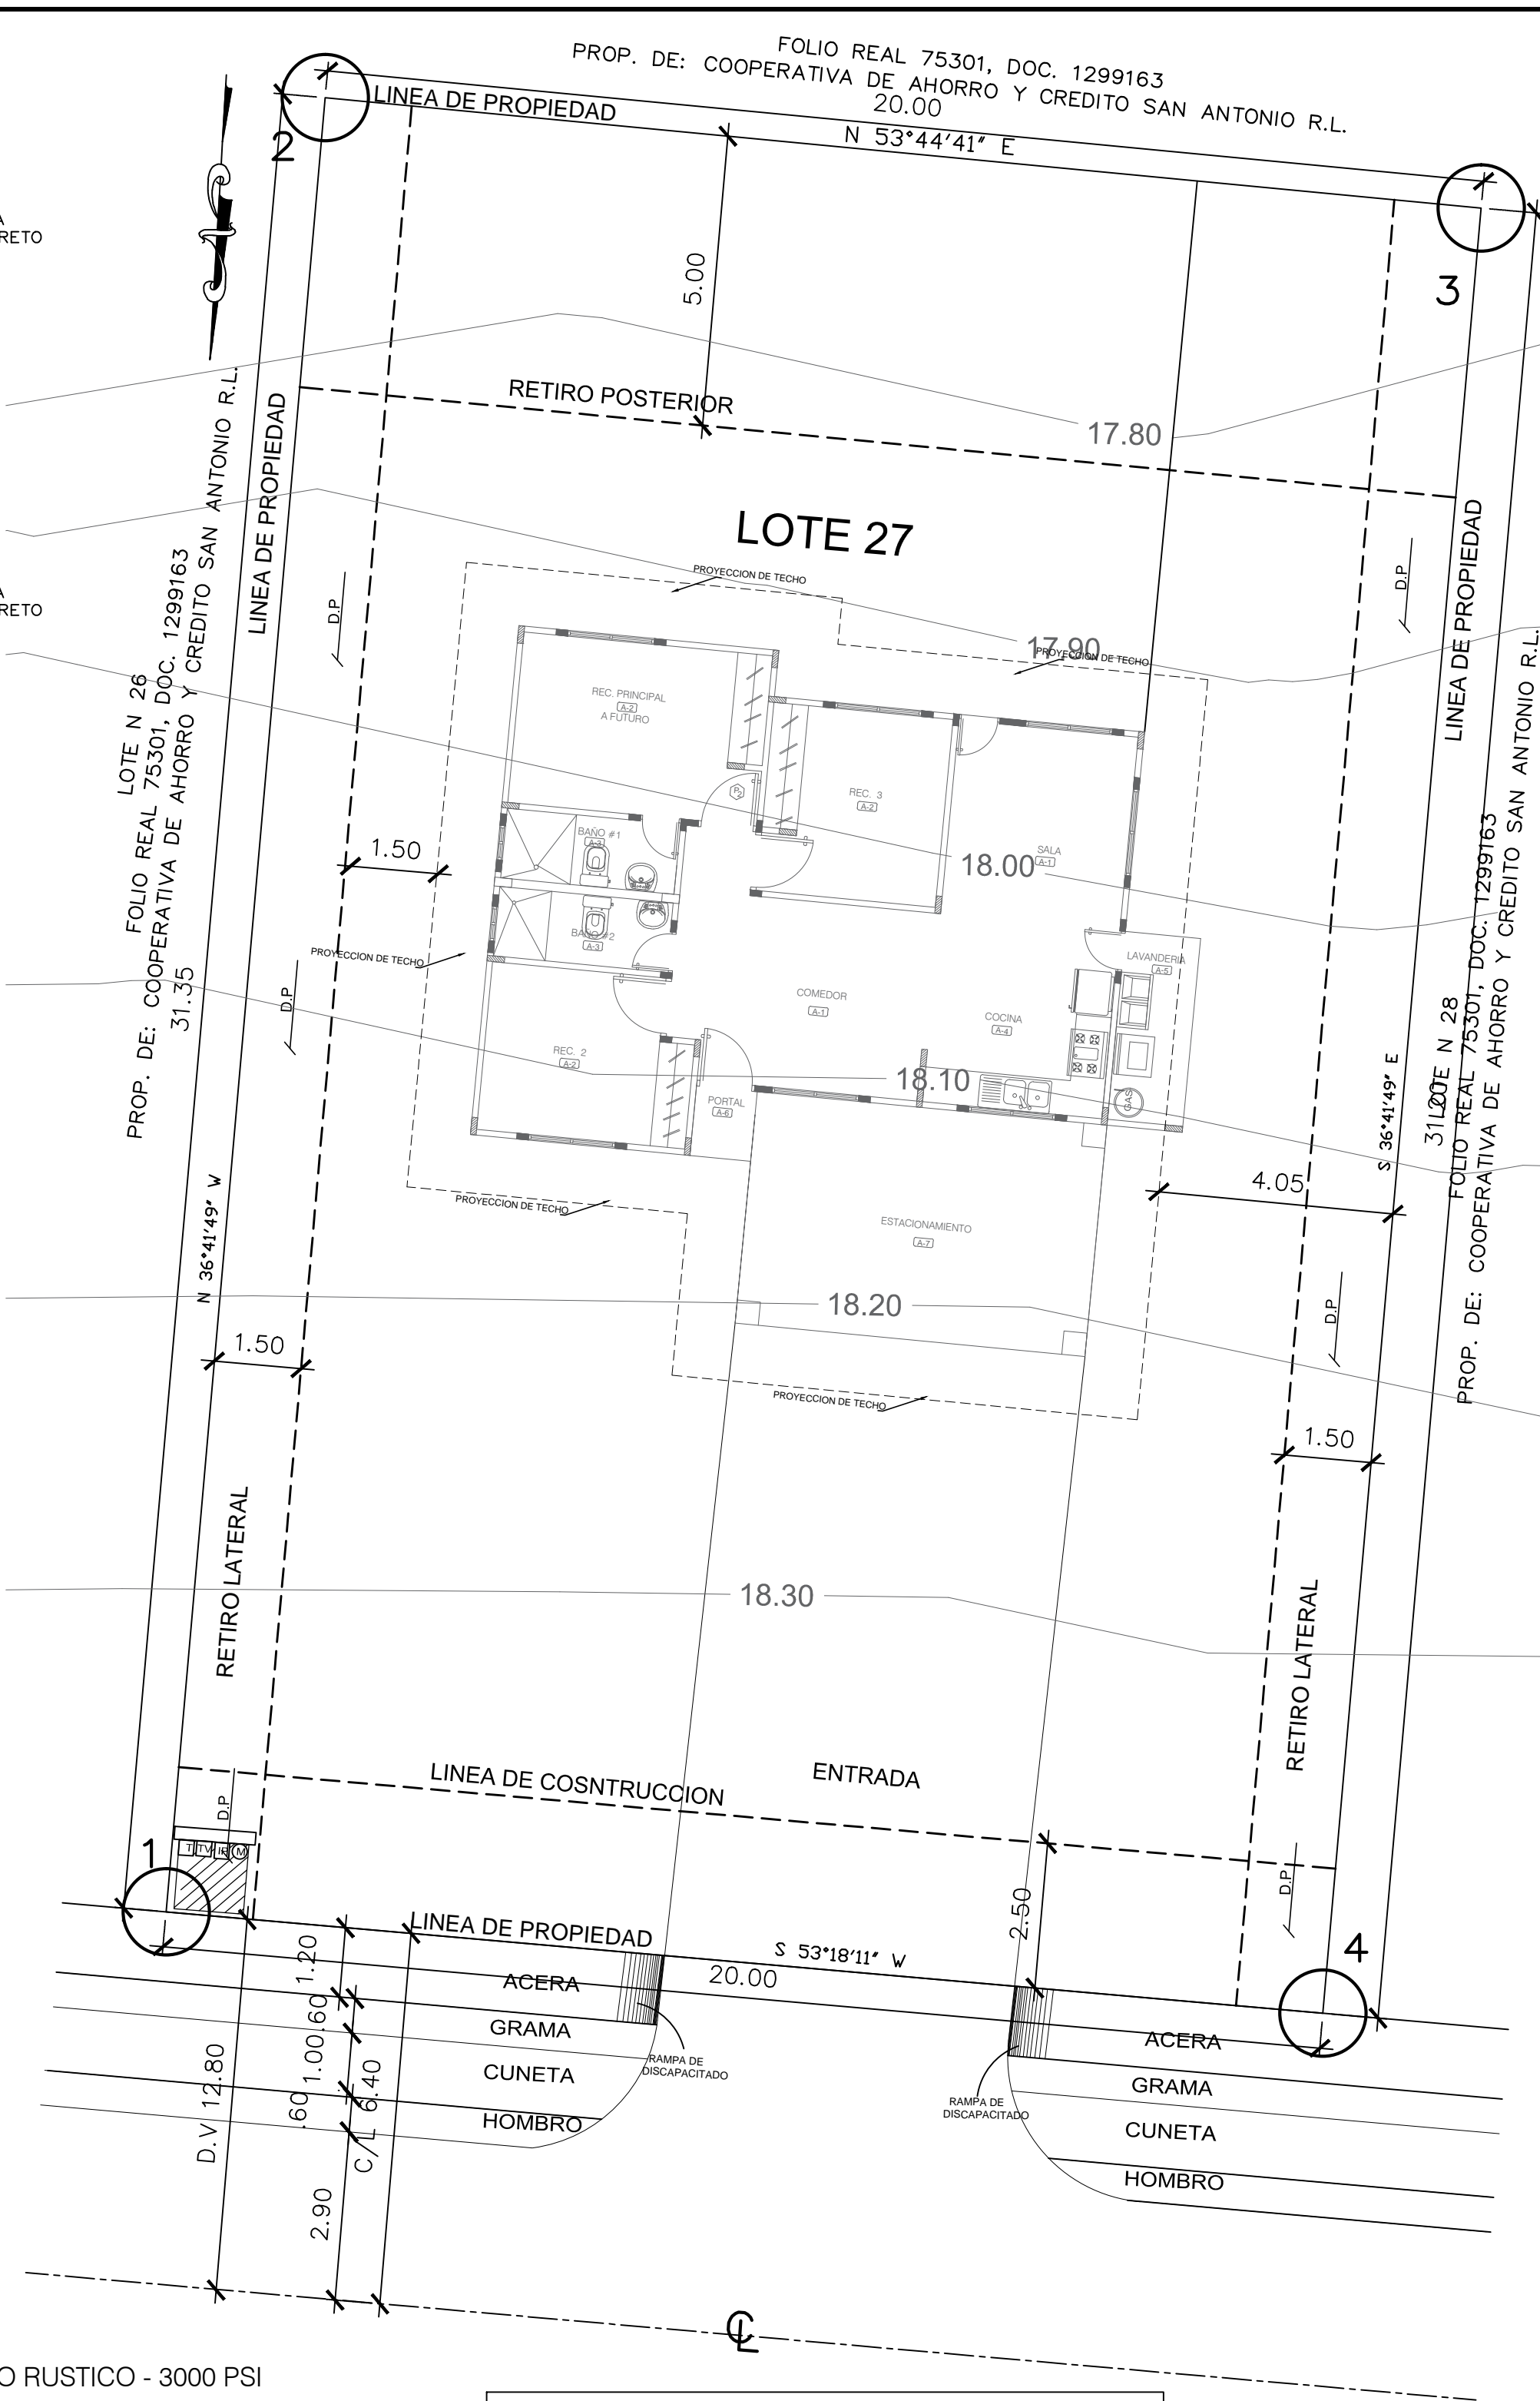 FOLIO REAL 75301, DOC. 1299163
PROP. DE: COOPERATIVA DE AHORRO Y CREDITO SAN ANTONIO R.L.
20.00
LINEA DE PROPIEDAD
N 53°44'41" E
2
3
RETO
5.00
RETIRO POSTERIOR
17.80
LOTE 27
LINEA DE PROPIEDAD
LINEA DE PROPIEDAD
RETO
D.P
D.P
PROYECCION DE TECHO
17.90
PROYECCION DE TECHO
LOTE N 26
FOLIO REAL 75301, DOC. 1299163
PROP. DE: COOPERATIVA DE AHORRO Y CREDITO SAN ANTONIO R.L.
31.35
REC. PRINCIPAL
A-2
A FUTURO
P2
REC. 3
A-2
SALA
A-1
BAÑO #1
A-3
1.50
18.00
BAÑO #2
A-3
PROYECCION DE TECHO
D.P
LAVANDERIA
A-5
COMEDOR
A-1
COCINA
A-4
REC. 2
A-2
18.10
PORTAL
A-6
GAS
LOTE N 28
FOLIO REAL 75301, DOC. 1299163
PROP. DE: COOPERATIVA DE AHORRO Y CREDITO SAN ANTONIO R.L.
S 36°41'49" E
4.05
PROYECCION DE TECHO
ESTACIONAMIENTO
A-7
N 36°41'49" W
18.20
D.P
1.50
PROYECCION DE TECHO
1.50
RETIRO LATERAL
18.30
RETIRO LATERAL
LINEA DE COSNTRUCCION
ENTRADA
D.P
T
TV
M
1
D.P
2.50
LINEA DE PROPIEDAD
S 53°18'11" W
20.00
4
1.20
ACERA
ACERA
.60
GRAMA
GRAMA
1.00
CUNETA
CUNETA
.60
HOMBRO
HOMBRO
RAMPA DE
DISCAPACITADO
RAMPA DE
DISCAPACITADO
D.V 12.80
C/L 6.40
2.90
CL
O RUSTICO - 3000 PSI